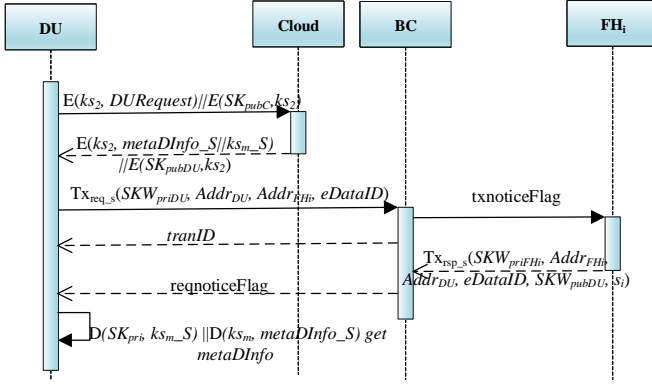 DU
Cloud
BC
FHi
E(ks2, DURequest)//E(SKpubC,ks2)
E(ks2, metaDInfo_S||ksm_S)
//E(SKpubDU,ks2)
Txreq_s(SKWpriDU, AddrDU, AddrFHi, eDataID)
txnoticeFlag
tranID
Txrsp_s(SKWpriFHi, AddrFHi,
AddrDU, eDataID, SKWpubDU, si)
reqnoticeFlag
D(SKpri, ksm_S) ||D(ksm, metaDInfo_S) get
metaDInfo